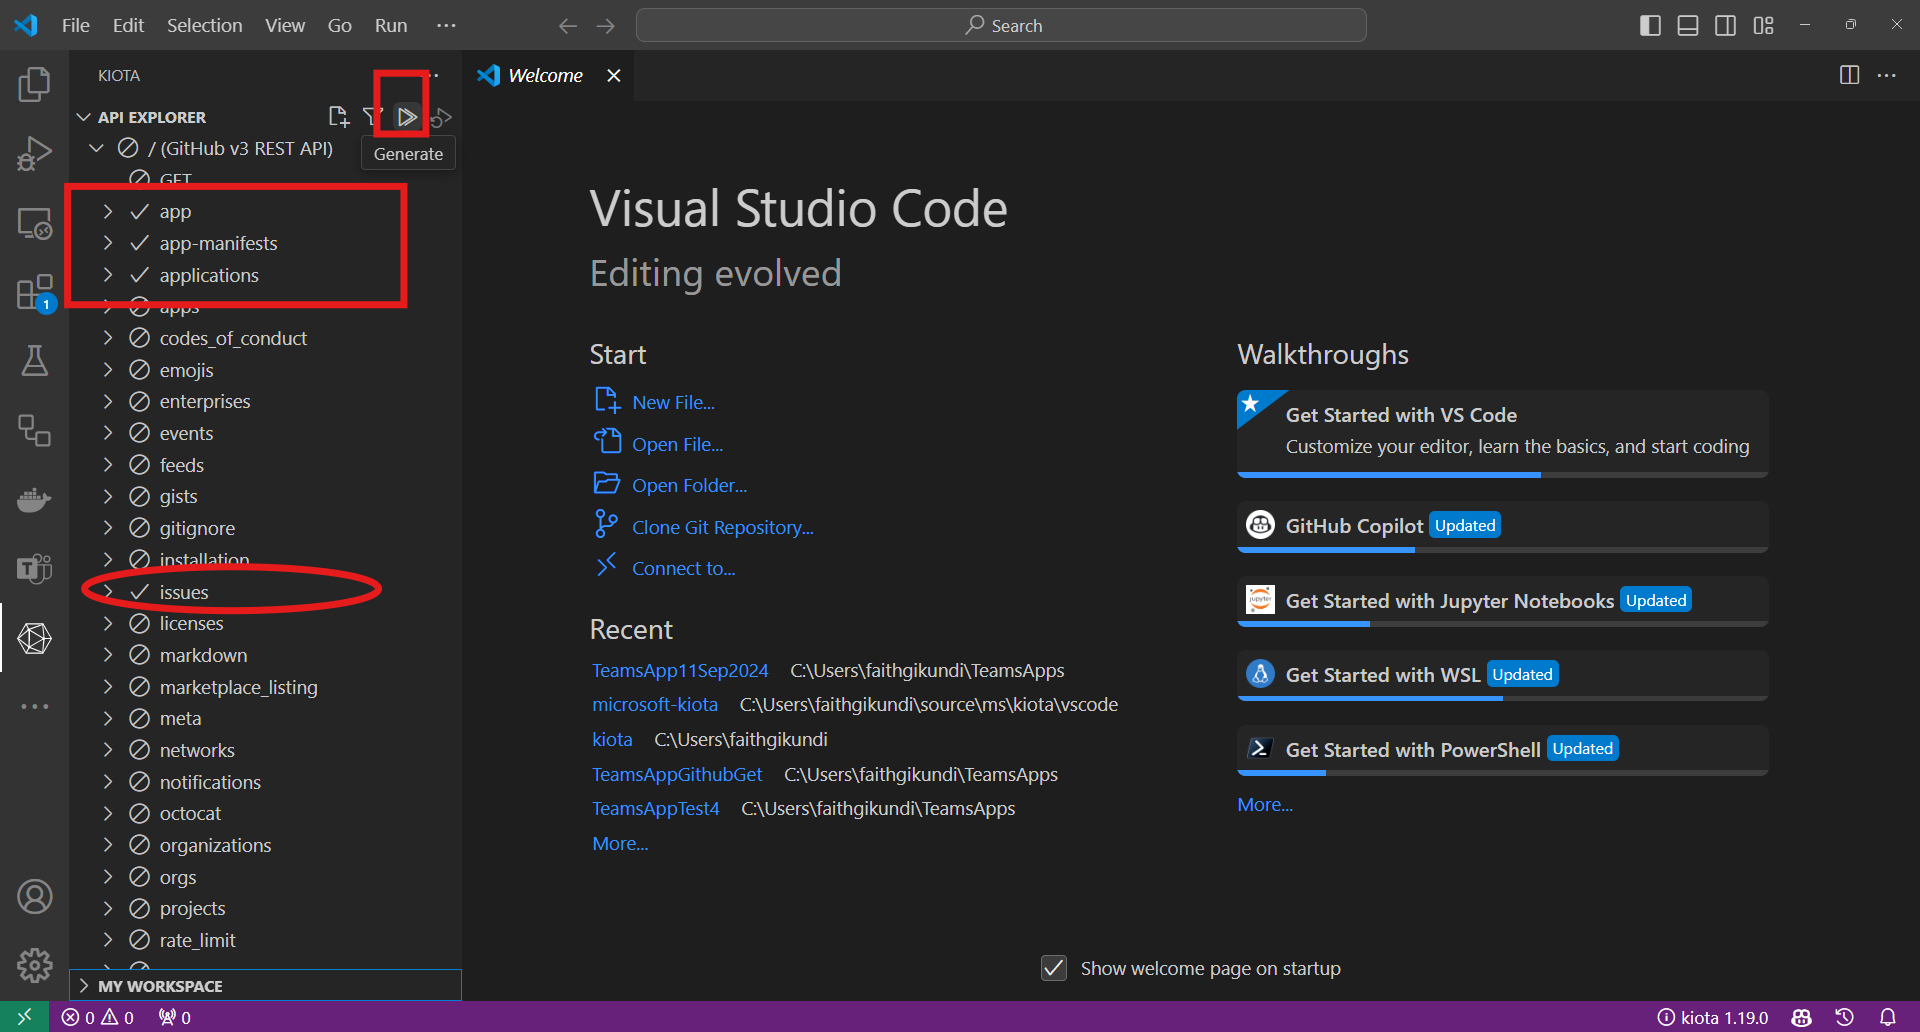 File Edit Selection View Go Run ...
Search
KIOTA
...
Welcome
...
API EXPLORER
/ (GitHub v3 REST API)
Generate
GET
app
app-manifests
applications
apps
codes_of_conduct
emojis
enterprises
events
feeds
gists
gitignore
installation
issues
licenses
markdown
marketplace_listing
meta
networks
notifications
octocat
organizations
orgs
projects
rate_limit
MY WORKSPACE
1
Visual Studio Code
Editing evolved
Start
New File...
Open File...
Open Folder...
Clone Git Repository...
Connect to...
Recent
TeamsApp11Sep2024 C:\Users\faithgikundi\TeamsApps
microsoft-kiota C:\Users\faithgikundi\source\ms\kiota\vscode
kiota C:\Users\faithgikundi
TeamsAppGithubGet C:\Users\faithgikundi\TeamsApps
TeamsAppTest4 C:\Users\faithgikundi\TeamsApps
More...
Walkthroughs
Get Started with VS Code
Customize your editor, learn the basics, and start coding
GitHub Copilot Updated
jupyter
Get Started with Jupyter Notebooks Updated
Get Started with WSL Updated
Get Started with PowerShell Updated
More...
Show welcome page on startup
0 0 0
kiota 1.19.0